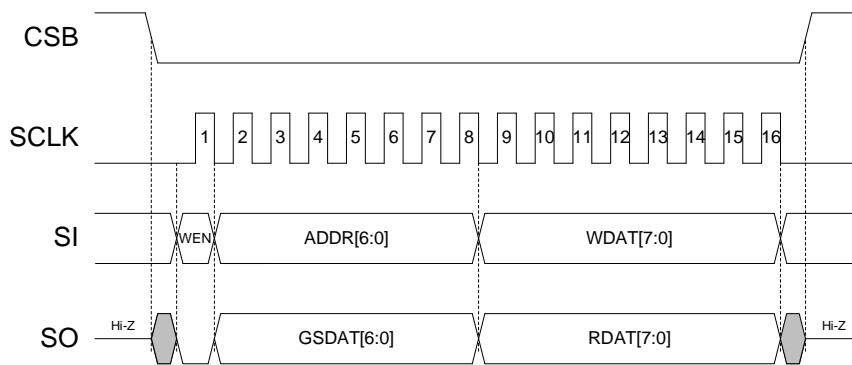 CSB
SCLK 1 2 3 4 5 6 7 8 9 10 11 12 13 14 15 16
SI WEN ADDR[6:0] WDAT[7:0]
SO Hi-Z GSDAT[6:0] RDAT[7:0] Hi-Z